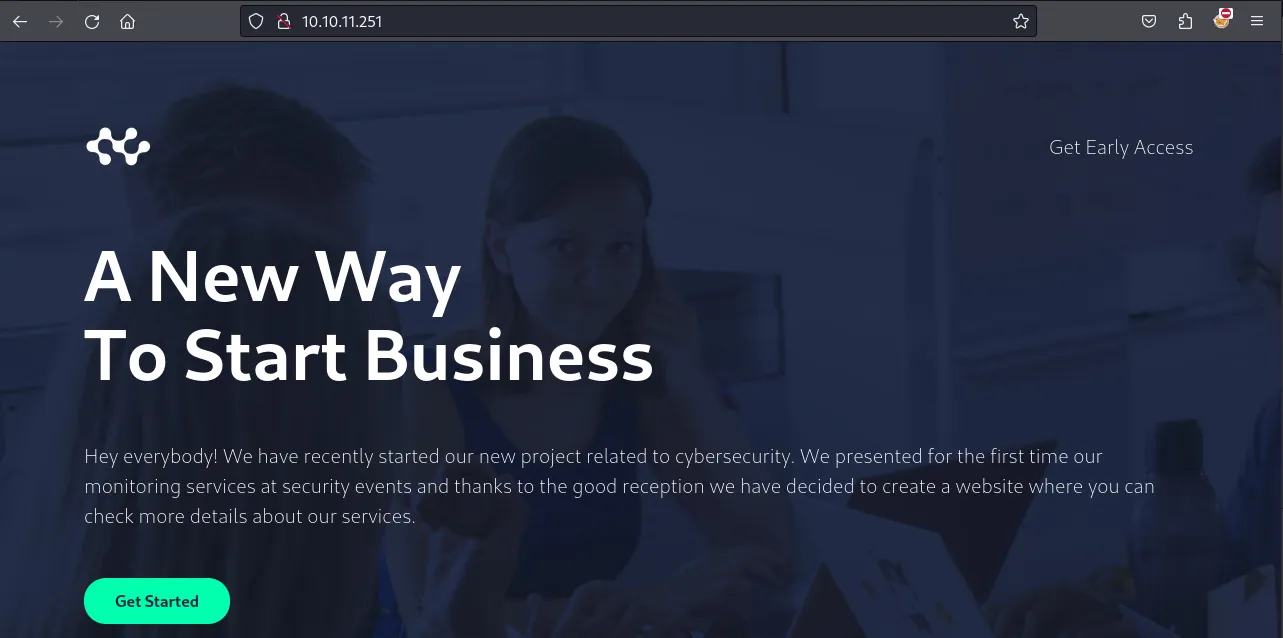 10.10.11.251
Get Early Access
A New Way
To Start Business
Hey everybody! We have recently started our new project related to cybersecurity. We presented for the first time our
monitoring services at security events and thanks to the good reception we have decided to create a website where you can
check more details about our services.
Get Started